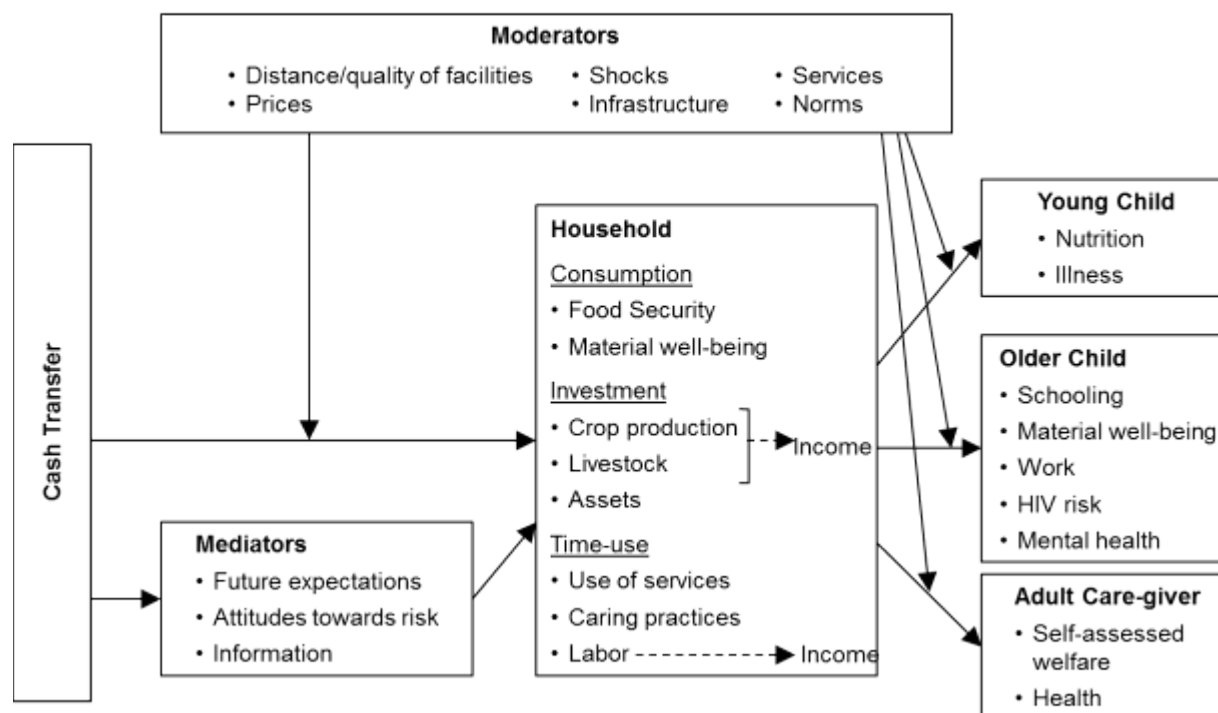 Moderators
• Distance/quality of facilities
• Shocks
• Services
• Prices
• Infrastructure
• Norms
Cash Transfer
Mediators
• Future expectations
• Attitudes towards risk
• Information
Household
Consumption
• Food Security
• Material well-being
Investment
• Crop production
• Livestock
Income
• Assets
Time-use
• Use of services
• Caring practices
• Labor
Income
Young Child
• Nutrition
• Illness
Older Child
• Schooling
• Material well-being
• Work
• HIV risk
• Mental health
Adult Care-giver
• Self-assessed
welfare
• Health